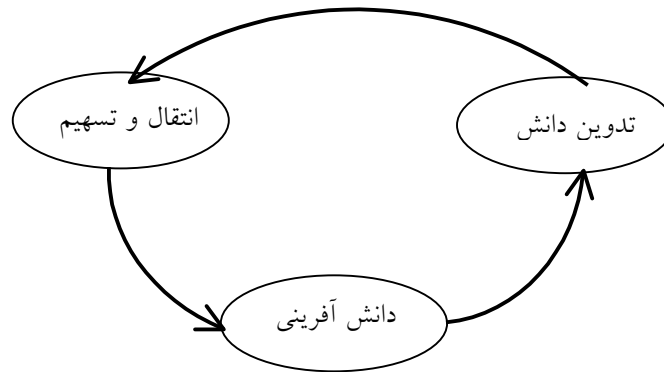 تدوین دانش
انتقال و تسهیم
دانش آفرینی